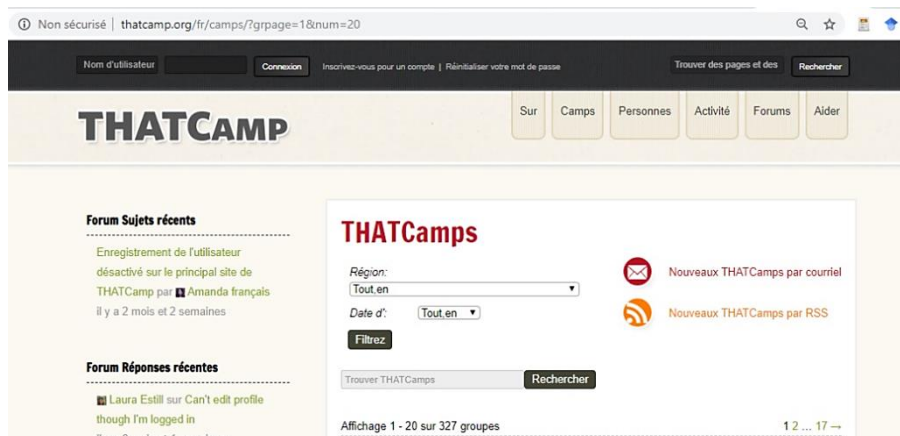 Non sécurisé | thatcamp.org/fr/camps/?grpage=1&num=20
Nom d'utilisateur Connexion Inscrivez-vous pour un compte | Réinitialiser votre mot de passe Trouver des pages et des Rechercher
THATCAMP
Sur Camps Personnes Activité Forums Aider
Forum Sujets récents
Enregistrement de l'utilisateur
désactivé sur le principal site de
THATCamp par Amanda français
il y a 2 mois et 2 semaines
Forum Réponses récentes
Laura Estill sur Can't edit profile
though I'm logged in
THATCamps
Région:
Tout,en
Date d': Tout,en
Filtrez
Nouveaux THATCamps par courriel
Nouveaux THATCamps par RSS
Trouver THATCamps Rechercher
Affichage 1 - 20 sur 327 groupes 1 2 ... 17 →